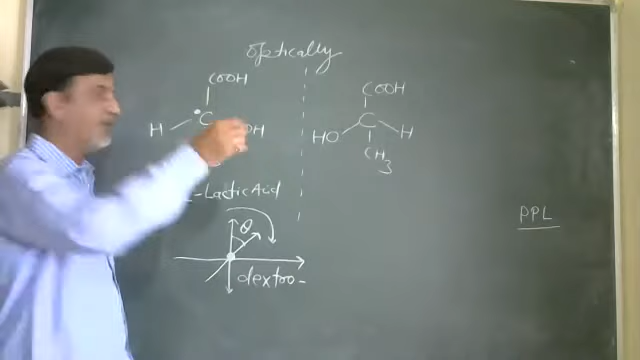 Optically
COOH
COOH
C
C
H
OH
HO
H
CH3
-Lactic Acid
PPL
θ
dextro-